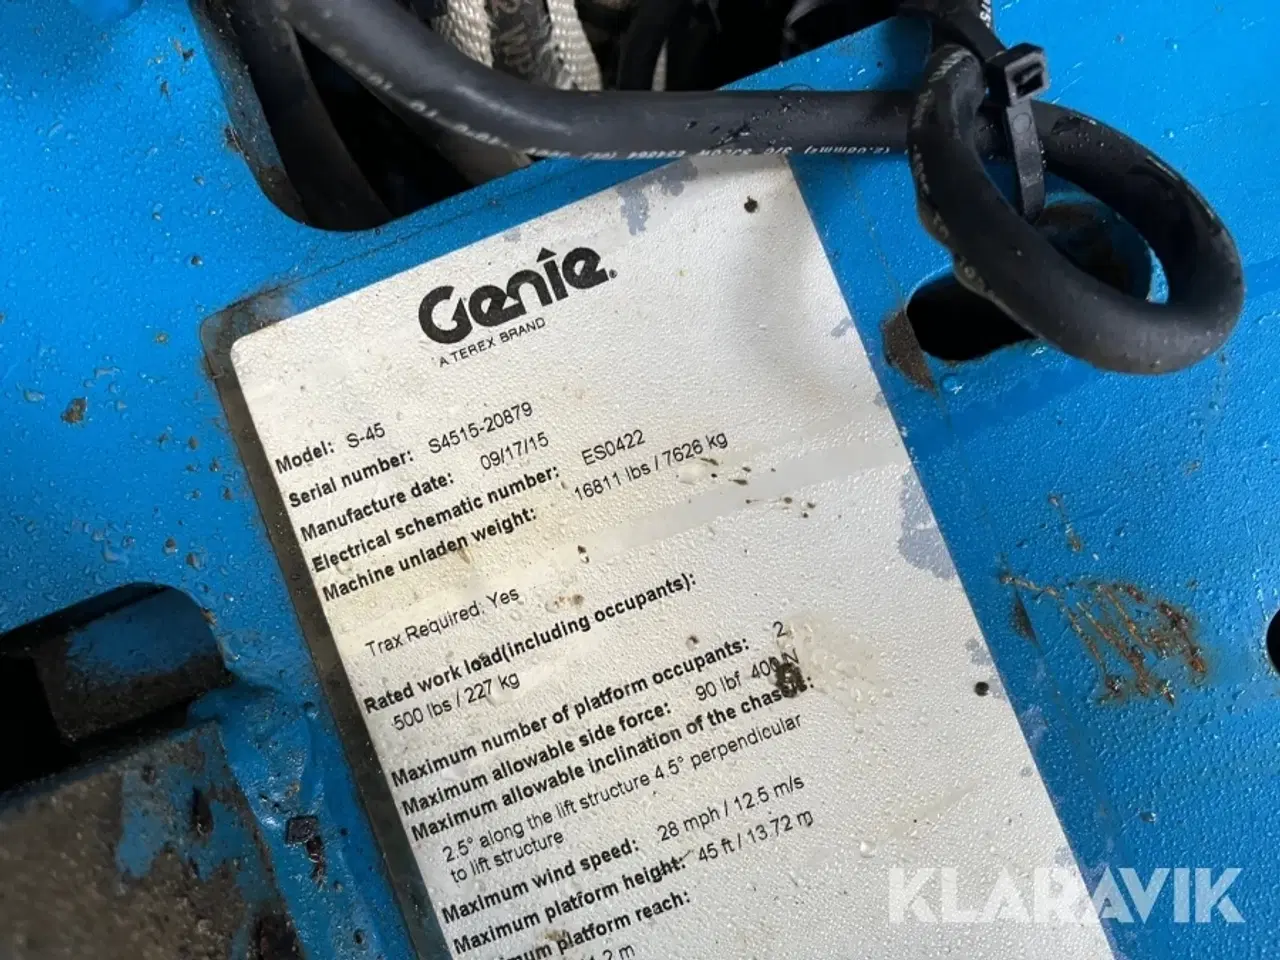 Genie
A TEREX BRAND
Model: S-45
Serial number: S4515-20879
Manufacture date: 09/17/15
Electrical schematic number: ES0422
Machine unladen weight: 16811 lbs / 7626 kg
Trax Required: Yes
Rated work load(including occupants):
500 lbs / 227 kg
Maximum number of platform occupants: 2
Maximum allowable side force: 90 lbf 400 N
Maximum allowable inclination of the chassis:
2.5° along the lift structure 4.5° perpendicular
to lift structure
Maximum wind speed: 28 mph / 12.5 m/s
Maximum platform height: 45 ft / 13.72 m
platform reach:
KLARAVIK